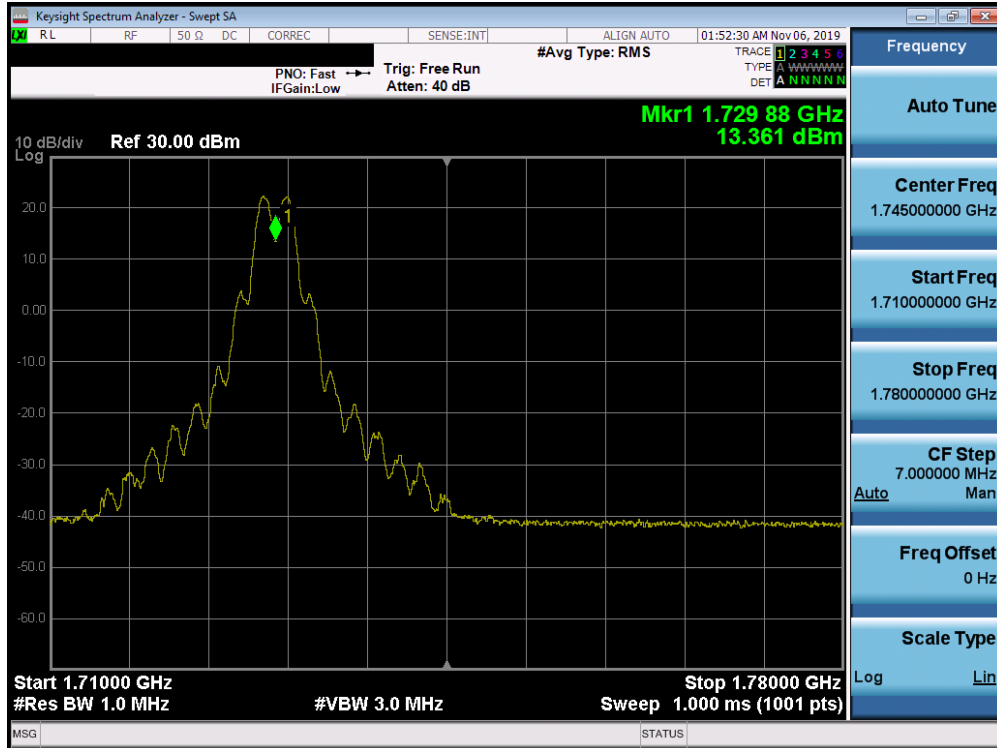 Keysight Spectrum Analyzer - Swept SA
LXI RL RF 50 Ω DC CORREC SENSE:INT ALIGN AUTO 01:52:30 AM Nov 06, 2019
PNO: Fast
IFGain:Low
Trig: Free Run
Atten: 40 dB
#Avg Type: RMS
TRACE 1 2 3 4 5 6
TYPE A WWWWW
DET A N N N N N
Mkr1 1.729 88 GHz
13.361 dBm
10 dB/div Ref 30.00 dBm
Log
20.0
10.0
0.00
-10.0
-20.0
-30.0
-40.0
-50.0
-60.0
1
Start 1.71000 GHz Stop 1.78000 GHz
#Res BW 1.0 MHz #VBW 3.0 MHz Sweep 1.000 ms (1001 pts)
MSG STATUS
Frequency
Auto Tune
Center Freq
1.745000000 GHz
Start Freq
1.710000000 GHz
Stop Freq
1.780000000 GHz
CF Step
7.000000 MHz
Auto Man
Freq Offset
0 Hz
Scale Type
Log Lin